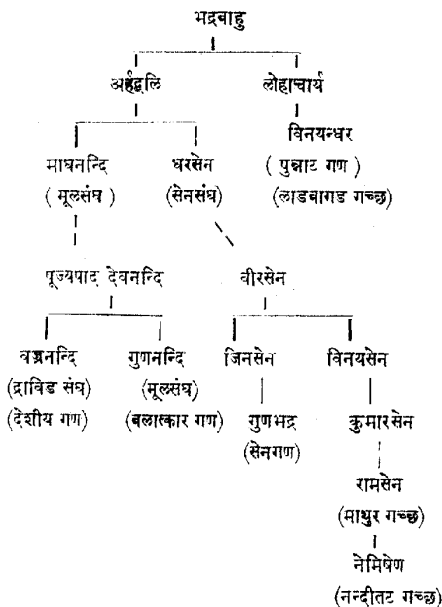 भद्रबाहु
अर्हद्बलि लोहाचार्य
विनयन्धर
माघनन्दि धरसेन ( पुन्नाट गण )
( मूलसंघ ) (सेनसंघ) (लाडबागड गच्छ)
पूज्यपाद देवनन्दि वीरसेन
वज्रनन्दि गुणनन्दि जिनसेन विनयसेन
(द्राविड संघ) (मूलसंघ)
(देशीय गण) (बलात्कार गण) गुणभद्र कुमारसेन
(सेनगण)
रामसेन
(माथुर गच्छ)
नेमिषेण
(नन्दीतट गच्छ)